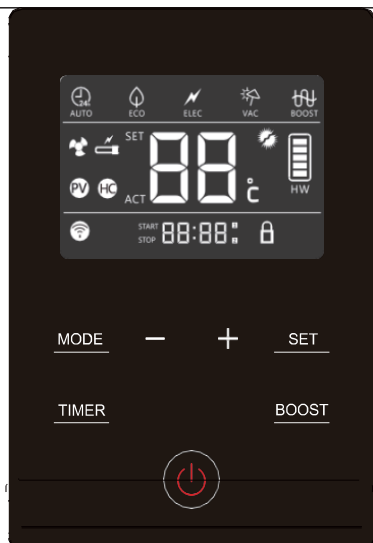 24h
AUTO ECO ELEC VAC BOOST
SET 88 °c
ACT
PV HC HW
START 88:88
STOP
MODE - + SET
TIMER BOOST